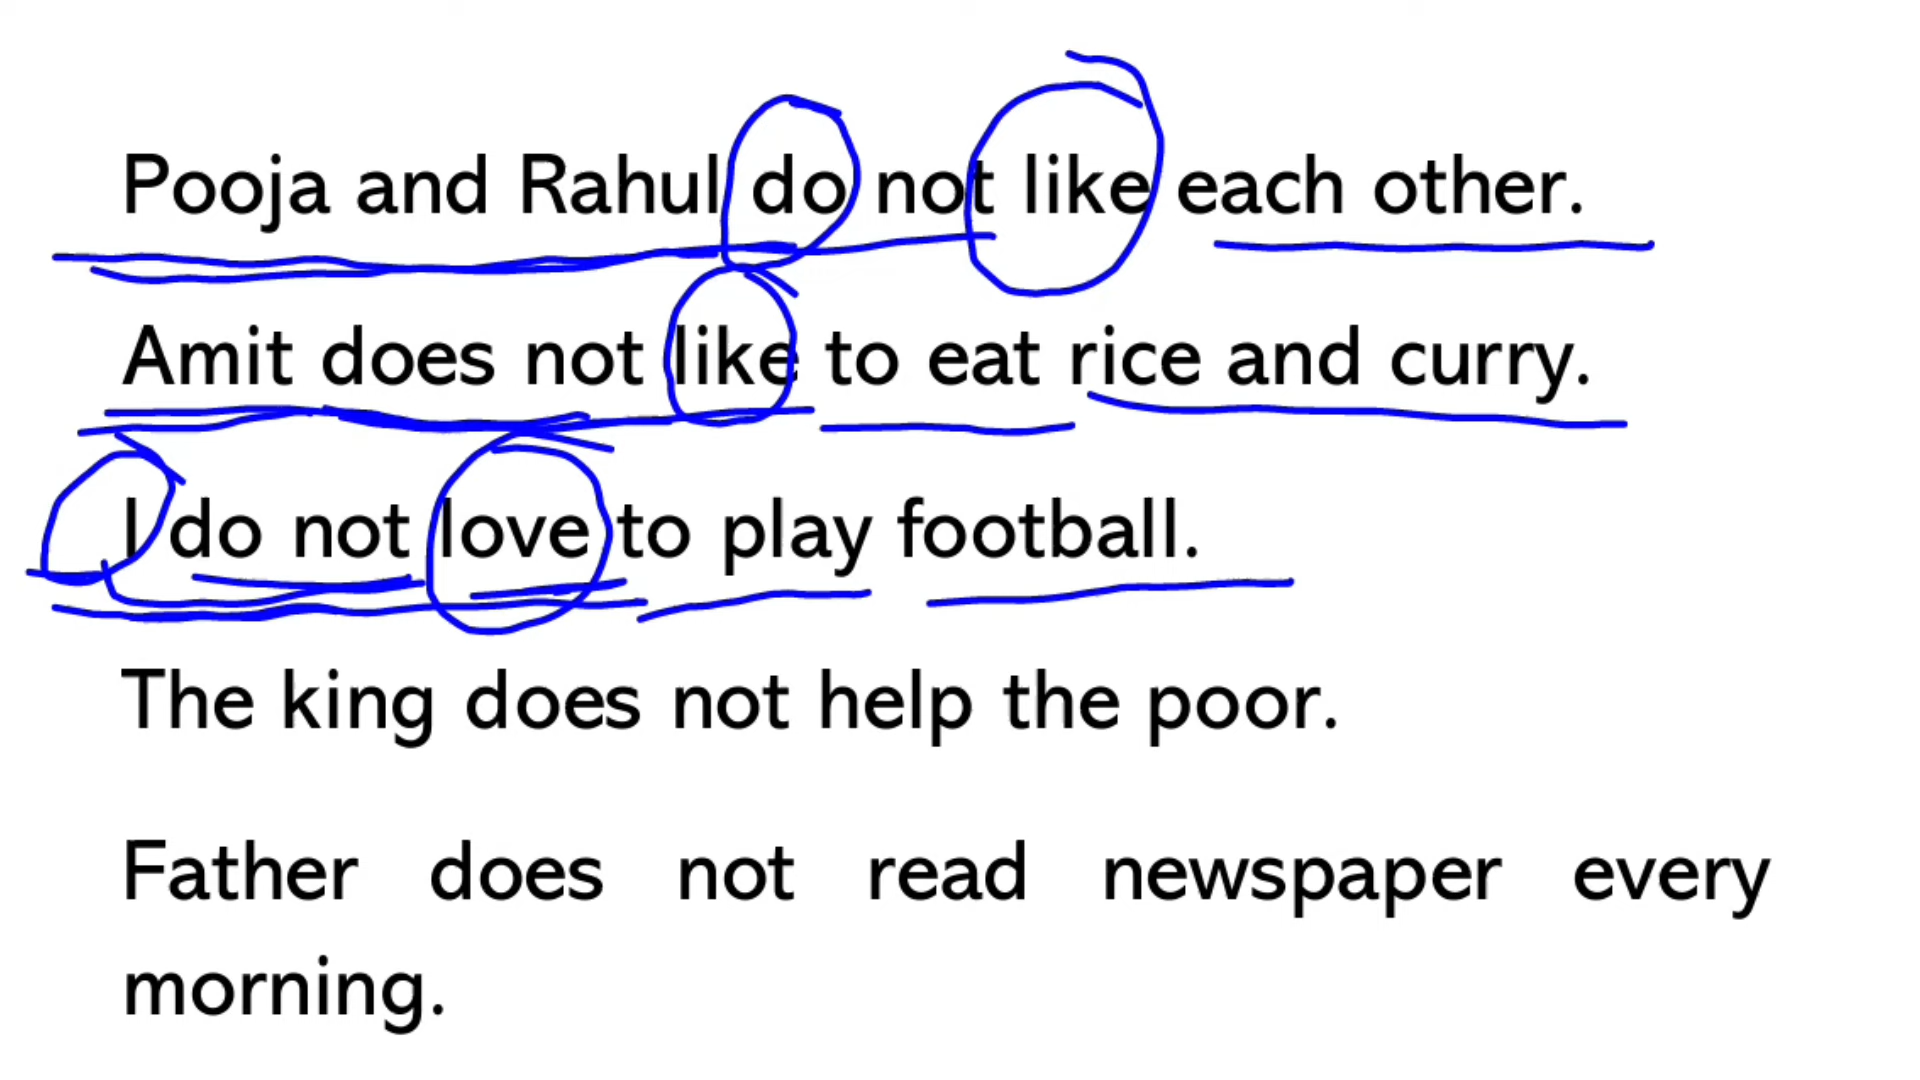 Pooja and Rahul do not like each other.
Amit does not like to eat rice and curry.
I do not love to play football.
The king does not help the poor.
Father does not read newspaper every
morning.